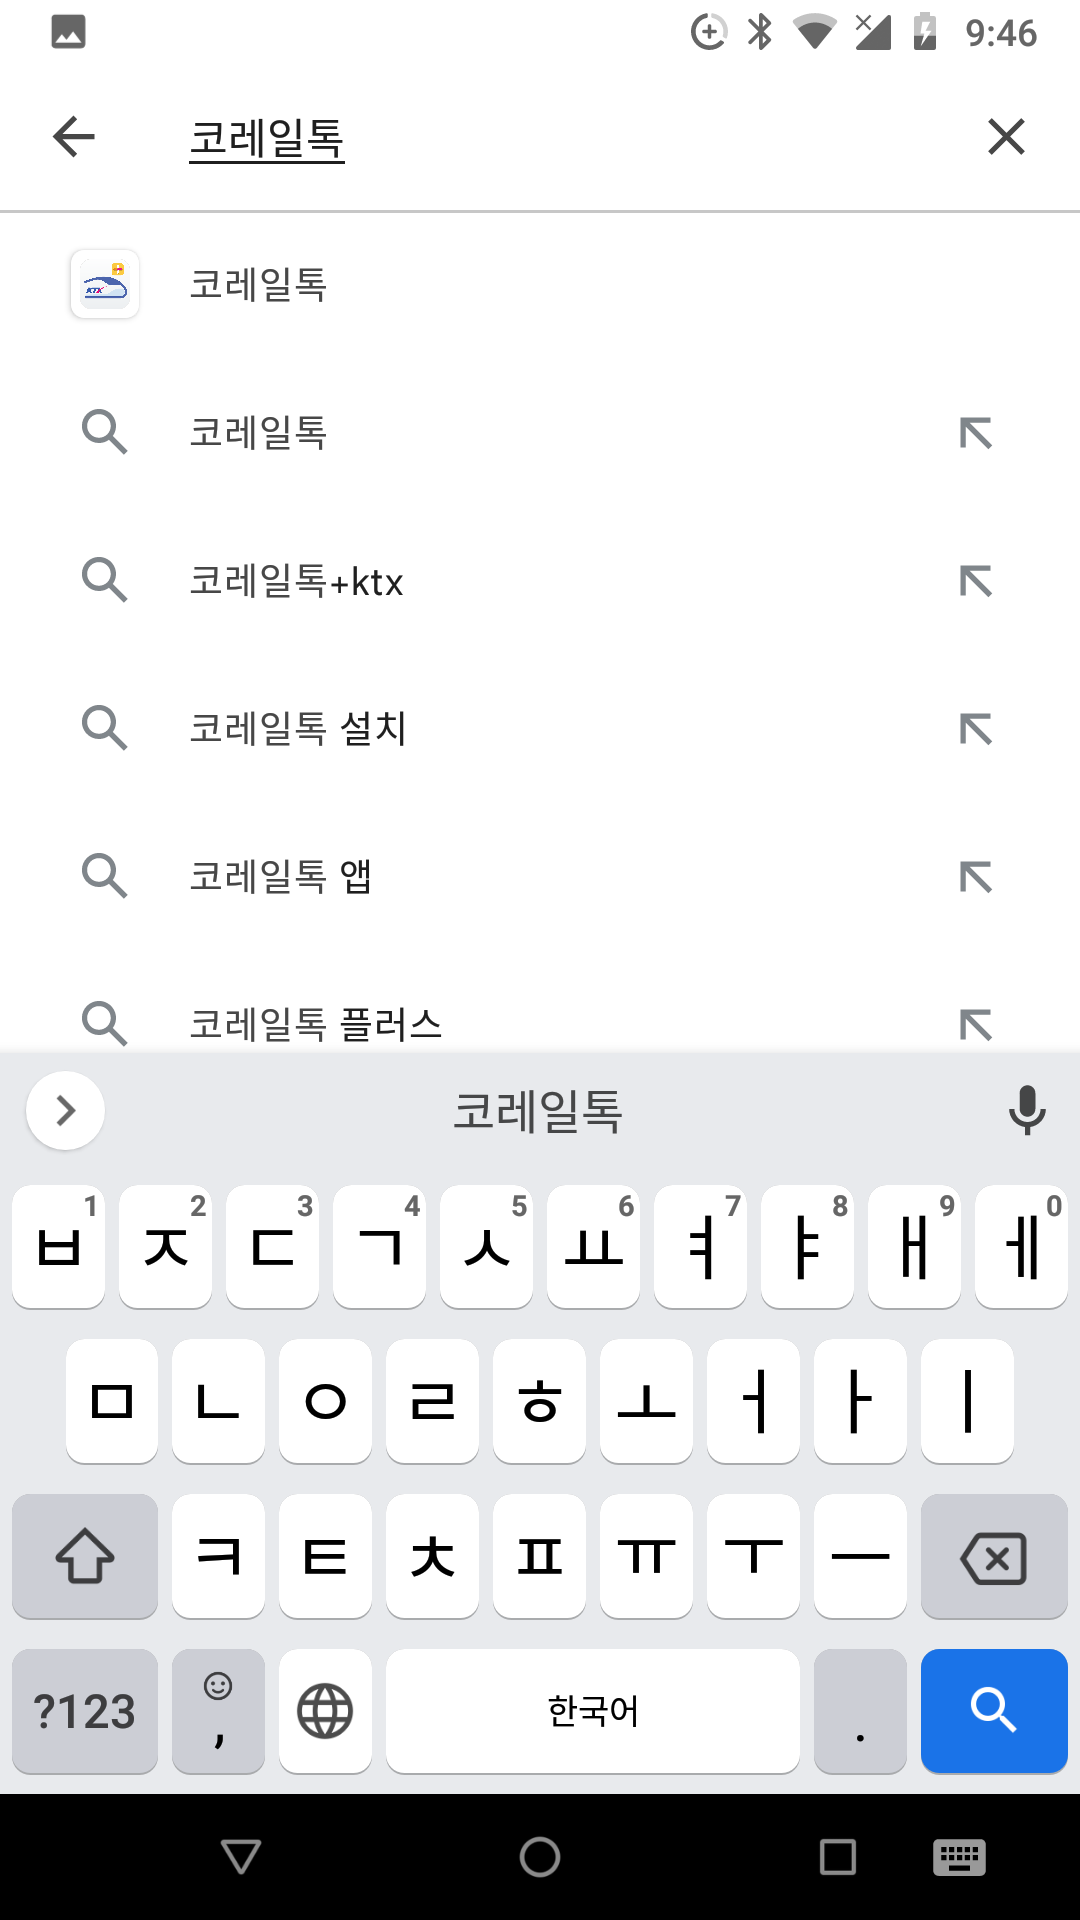 9:46
코레일톡
KTX
코레일톡
코레일톡
코레일톡+ktx
코레일톡 설치
코레일톡 앱
코레일톡 플러스
코레일톡
1 2 3 4 5 6 7 8 9 0
ㅂ ㅈ ㄷ ㄱ ㅅ ㅛ ㅕ ㅑ ㅐ ㅔ
ㅁ ㄴ ㅇ ㄹ ㅎ ㅗ ㅓ ㅏ ㅣ
ㅋ ㅌ ㅊ ㅍ ㅠ ㅜ ㅡ
?123 , 한국어 .